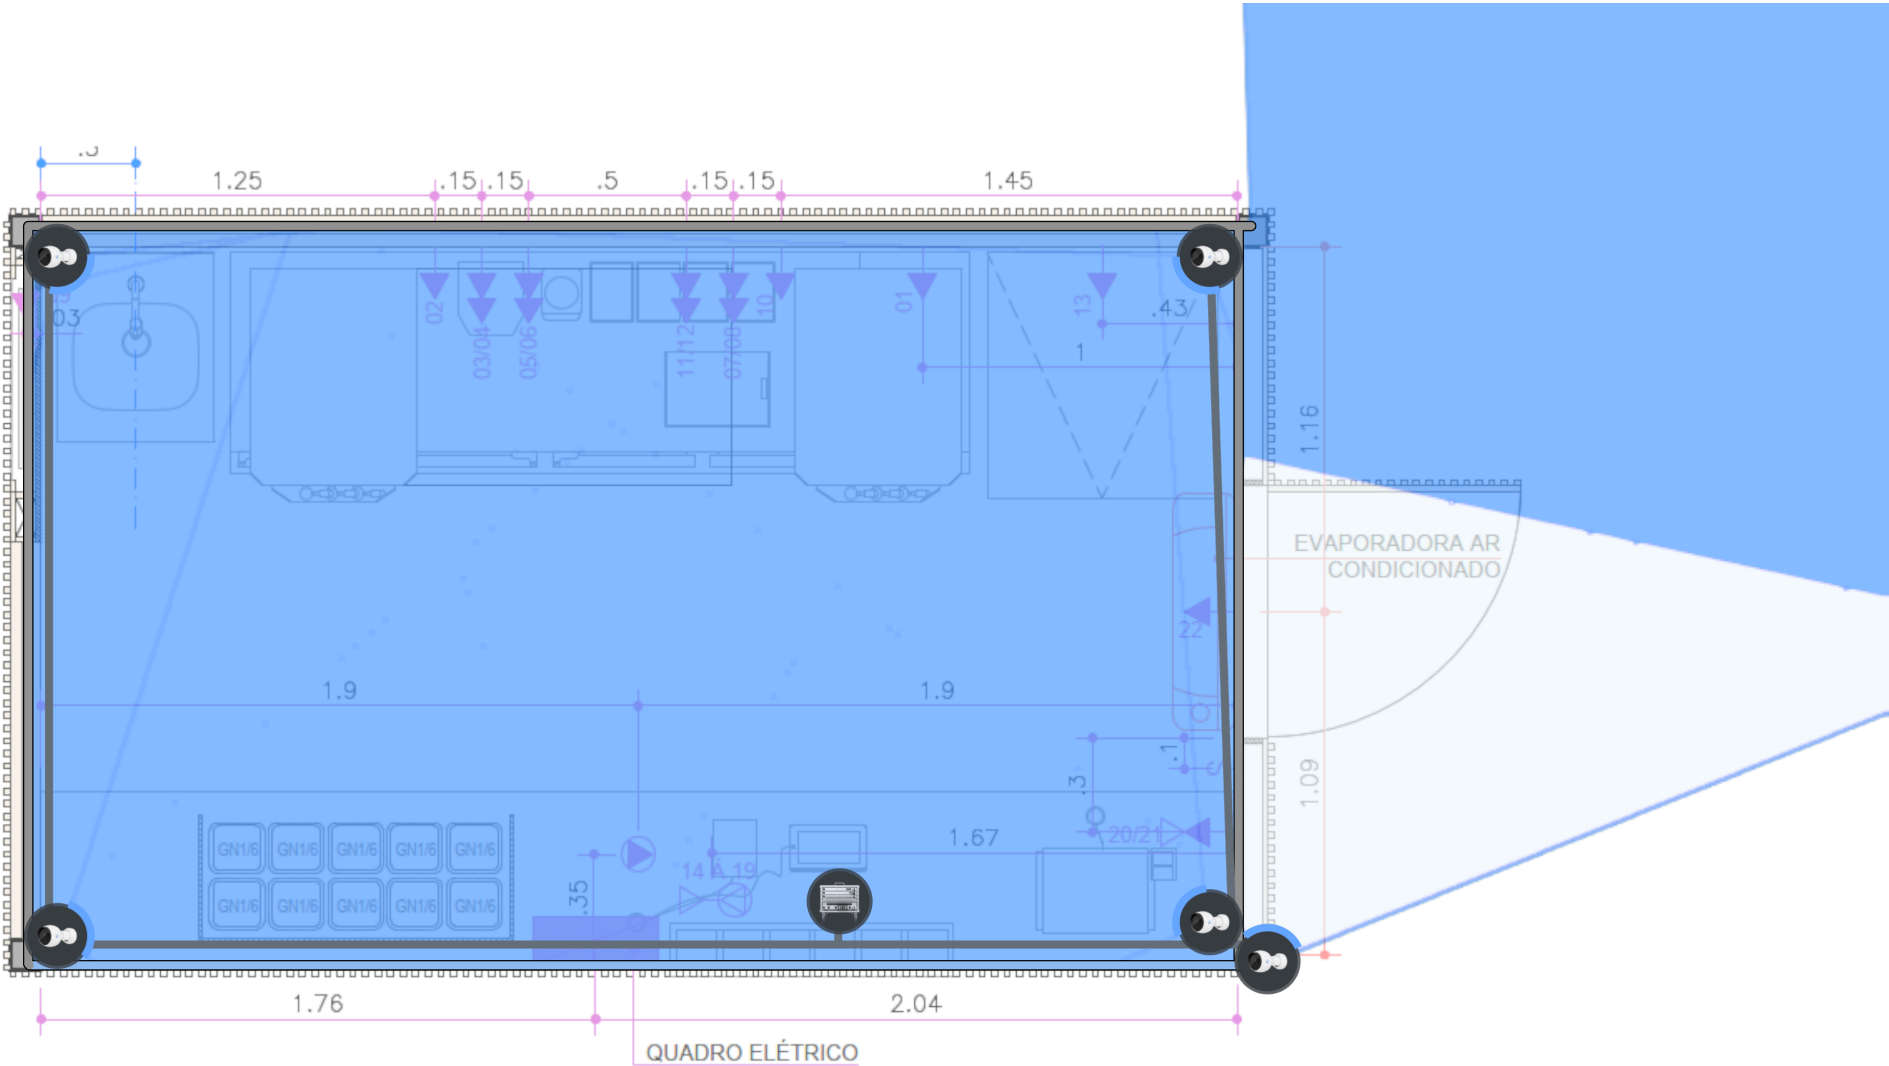 1.25
.15
.15
.5
.15
.15
1.45
03
02
03/04
05/06
11/12
07/08
10
01
13
.43
1
1.16
EVAPORADORA AR
CONDICIONADO
22
1.9
1.9
.1
.3
1.09
20/21
1.67
14 À 19
.35
GN1/6
GN1/6
GN1/6
GN1/6
GN1/6
GN1/6
GN1/6
GN1/6
GN1/6
GN1/6
1.76
2.04
QUADRO ELÉTRICO